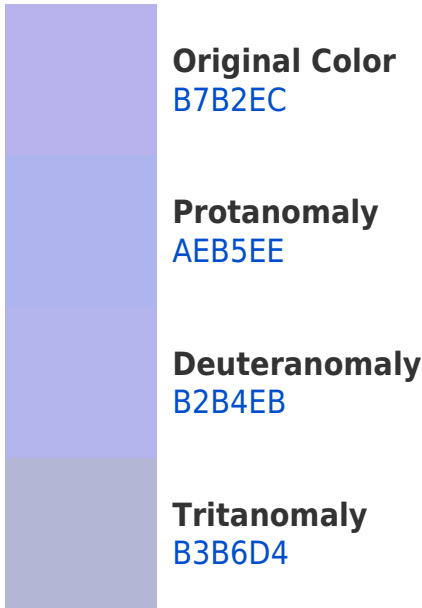 Original Color
B7B2EC
Protanomaly
AEB5EE
Deuteranomaly
B2B4EB
Tritanomaly
B3B6D4